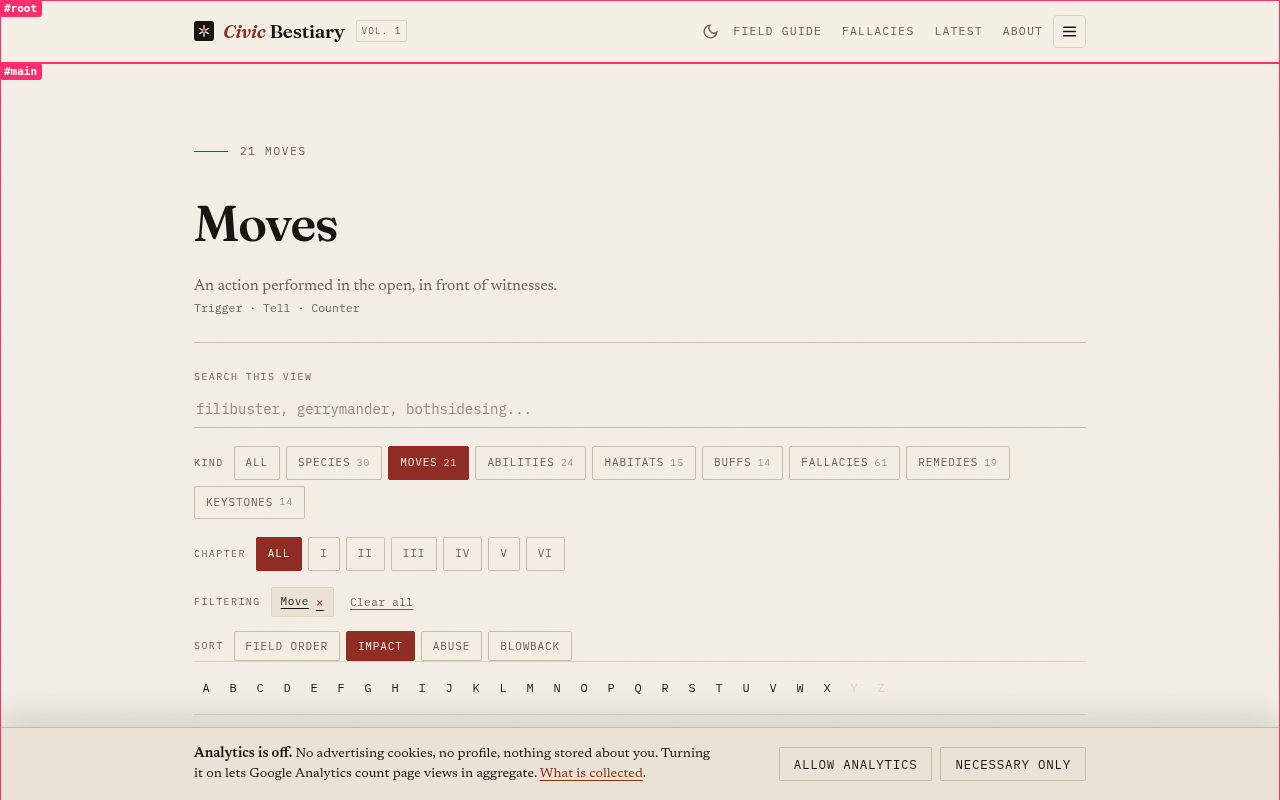 #root
Civic Bestiary VOL. 1 FIELD GUIDE FALLACIES LATEST ABOUT
#main
21 MOVES
Moves
An action performed in the open, in front of witnesses.
Trigger · Tell · Counter
SEARCH THIS VIEW
filibuster, gerrymander, bothsidesing...
KIND ALL SPECIES 30 MOVES 21 ABILITIES 24 HABITATS 15 BUFFS 14 FALLACIES 61 REMEDIES 19
KEYSTONES 14
CHAPTER ALL I II III IV V VI
FILTERING Move × Clear all
SORT FIELD ORDER IMPACT ABUSE BLOWBACK
A B C D E F G H I J K L M N O P Q R S T U V W X Y Z
Analytics is off. No advertising cookies, no profile, nothing stored about you. Turning
it on lets Google Analytics count page views in aggregate. What is collected.
ALLOW ANALYTICS NECESSARY ONLY